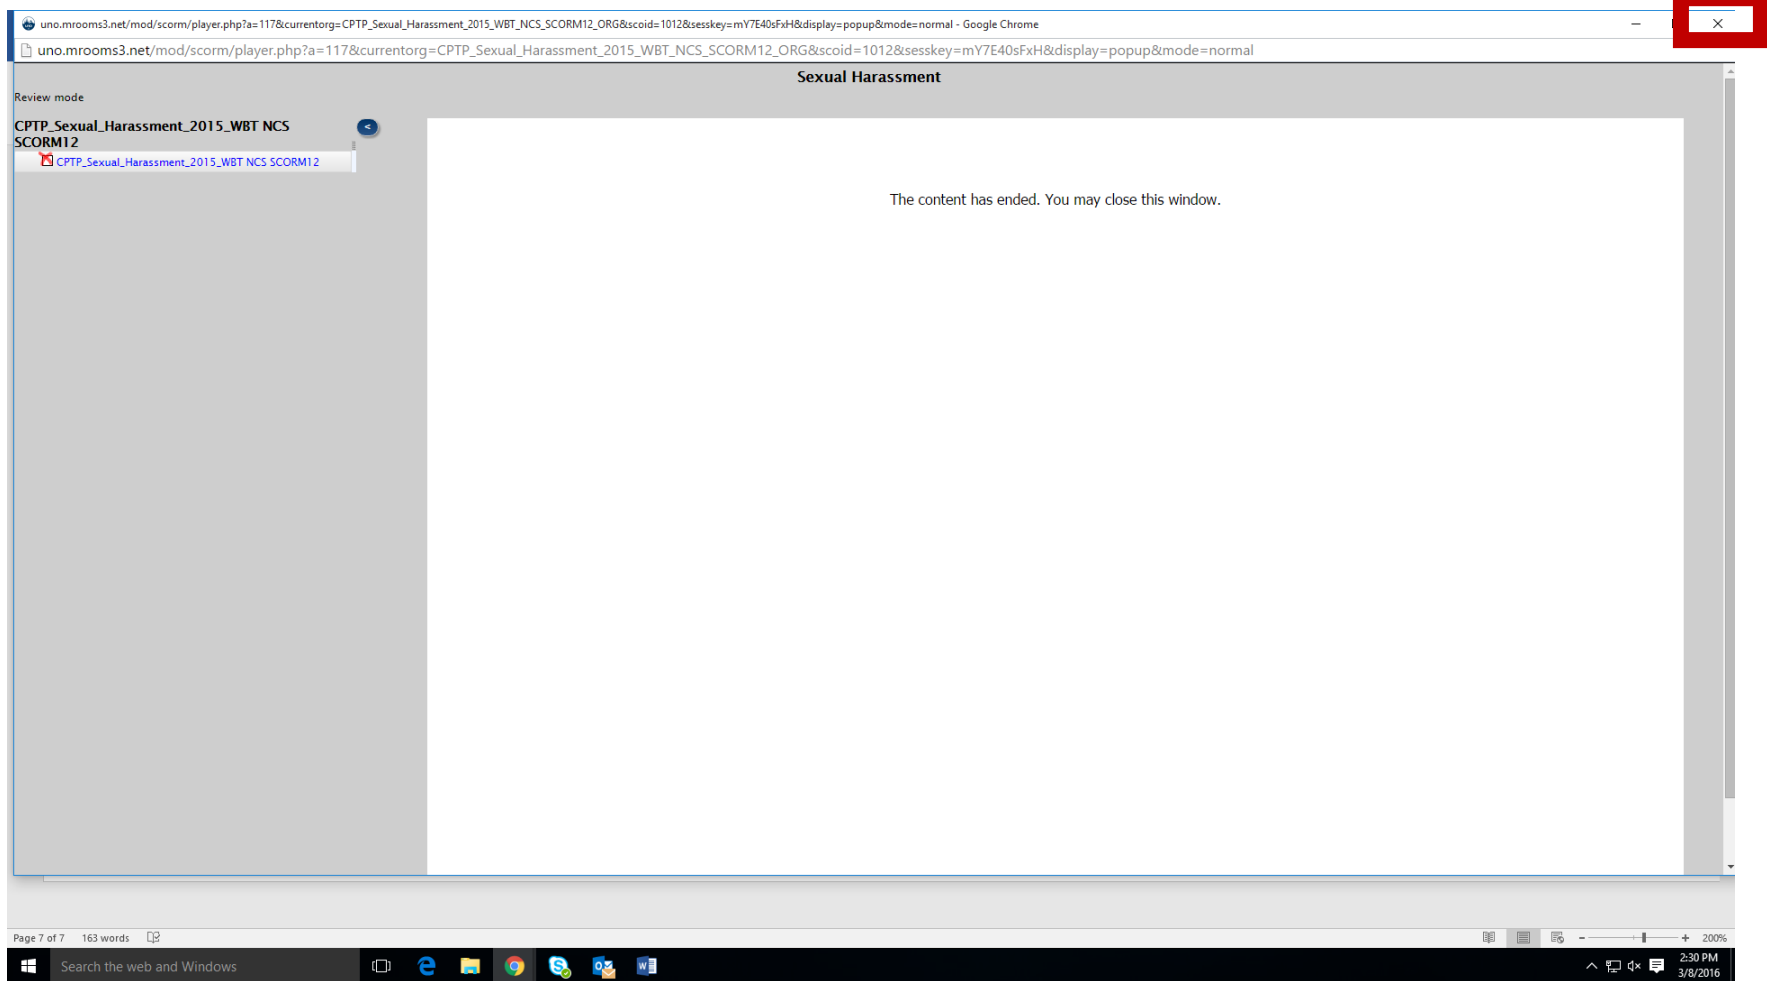 uno.mrooms3.net/mod/scorm/player.php?a=117&currentorg=CPTP_Sexual_Harassment_2015_WBT_NCS_SCORM12_ORG&scoid=1012&sesskey=mY7E40sFxH&display=popup&mode=normal - Google Chrome
uno.mrooms3.net/mod/scorm/player.php?a=117&currentorg=CPTP_Sexual_Harassment_2015_WBT_NCS_SCORM12_ORG&scoid=1012&sesskey=mY7E40sFxH&display=popup&mode=normal
Sexual Harassment
Review mode
CPTP_Sexual_Harassment_2015_WBT NCS
SCORM12
<
CPTP_Sexual_Harassment_2015_WBT NCS SCORM12
The content has ended. You may close this window.
Page 7 of 7 163 words
200%
Search the web and Windows
2:30 PM
3/8/2016